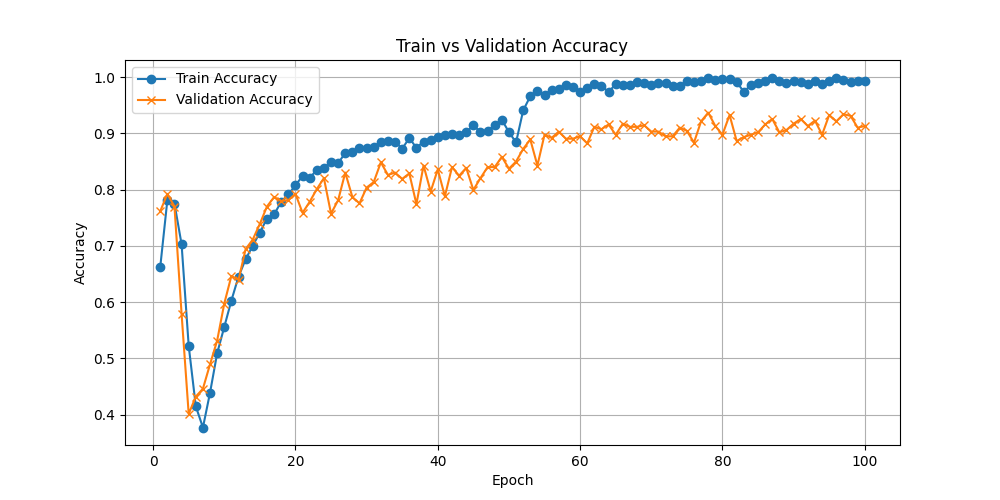 Train vs Validation Accuracy
Train Accuracy
Validation Accuracy
1.0
0.9
0.8
0.7
0.6
0.5
0.4
Accuracy
0 20 40 60 80 100
Epoch